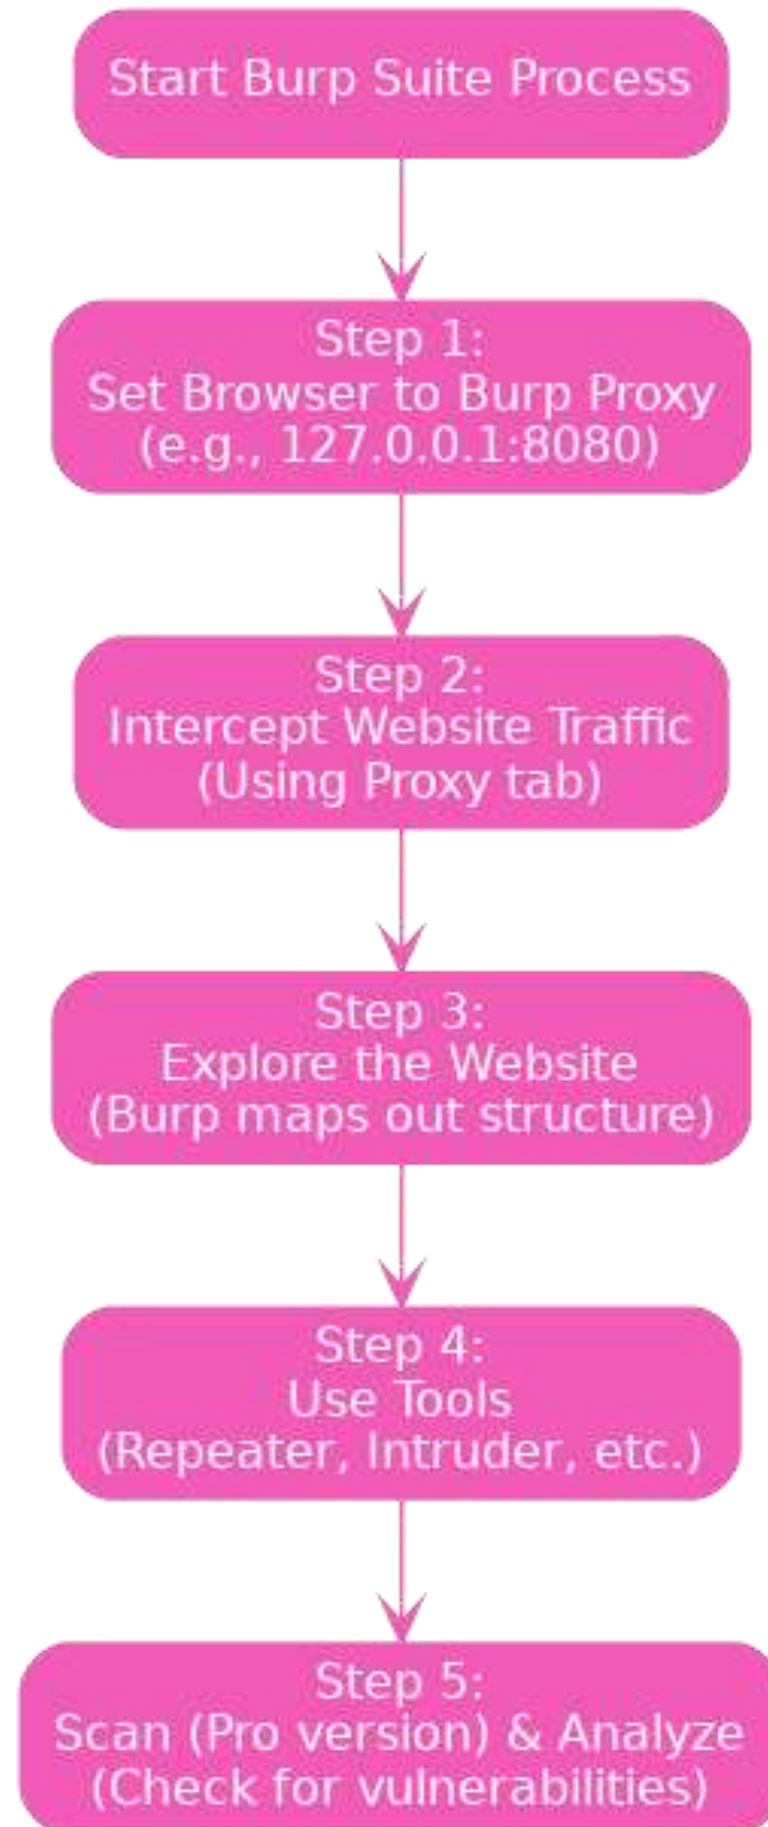 Start Burp Suite Process
Step 1:
Set Browser to Burp Proxy
(e.g., 127.0.0.1:8080)
Step 2:
Intercept Website Traffic
(Using Proxy tab)
Step 3:
Explore the Website
(Burp maps out structure)
Step 4:
Use Tools
(Repeater, Intruder, etc.)
Step 5:
Scan (Pro version) & Analyze
(Check for vulnerabilities)